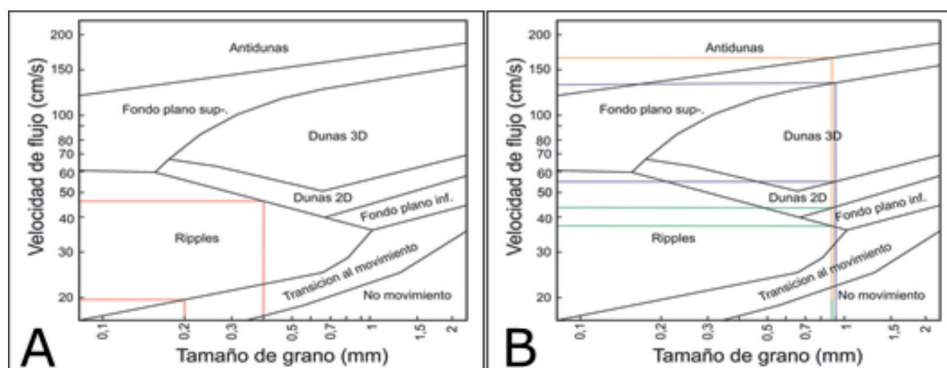 A
Velocidad de flujo (cm/s)
200
150
100
80
70
60
50
40
30
20
Antidunas
Fondo plano sup-.
Dunas 3D
Dunas 2D
Fondo plano inf.
Ripples
Transicion al movimiento
No movimiento
0,1
0,2
0,3
0,5
0,7
1
1,5
2
Tamaño de grano (mm)
B
Velocidad de flujo (cm/s)
200
150
100
80
70
60
50
40
30
20
Antidunas
Fondo plano sup-.
Dunas 3D
Dunas 2D
Fondo plano inf.
Ripples
Transicion al movimiento
No movimiento
0,1
0,2
0,3
0,5
0,7
1
1,5
2
Tamaño de grano (mm)